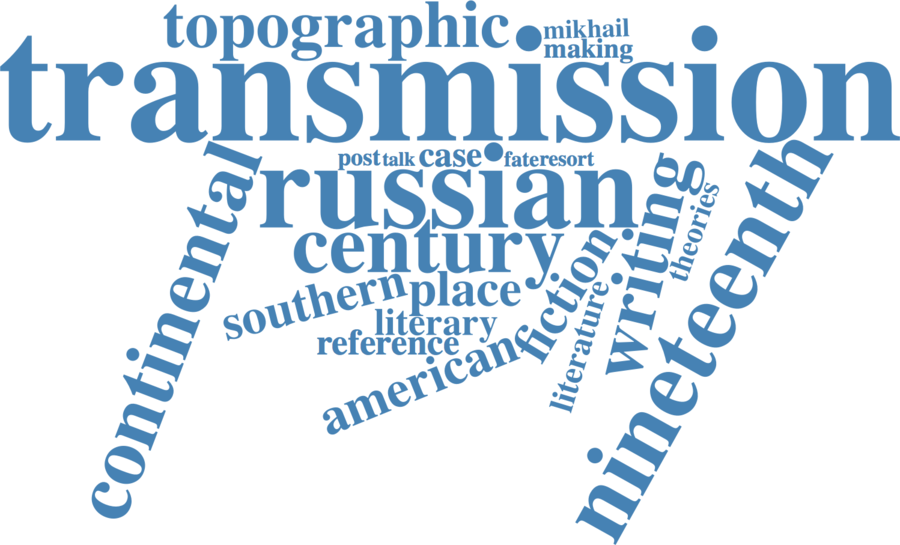 topographic
mikhail
making
transmission
post talk case fate resort
russian
continental
century
writing
theories
nineteenth
southern
place
fiction
literary
literature
reference
american